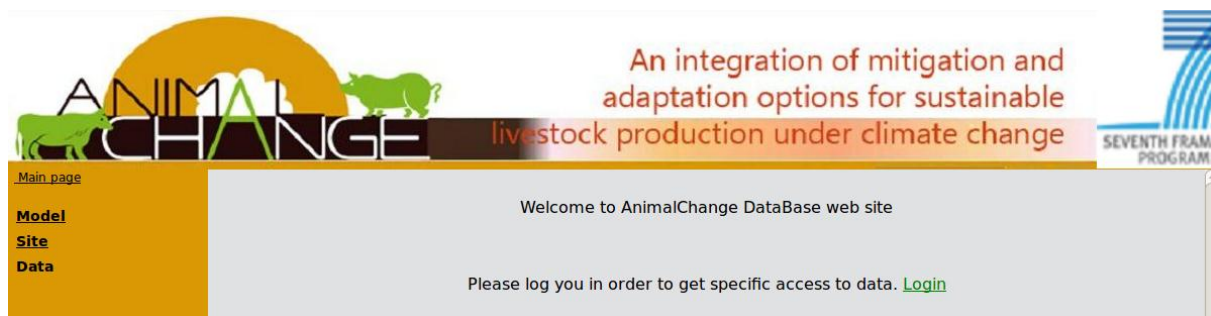 ANIMAL
CHANGE
An integration of mitigation and
adaptation options for sustainable
livestock production under climate change
SEVENTH FRAM
PROGRAM
Main page
Model
Site
Data
Welcome to AnimalChange DataBase web site
Please log you in order to get specific access to data. Login